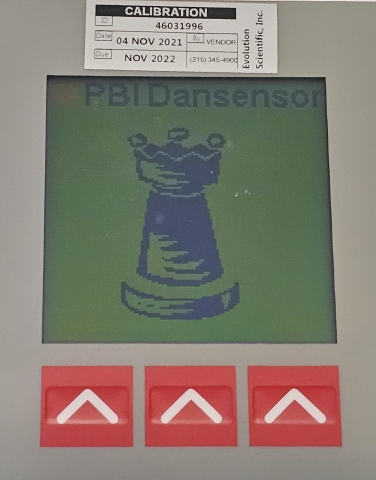 CALIBRATION
ID 46031996
Date 04 NOV 2021 By VENDOR
Due NOV 2022 (215) 345-4900
Evolution
Scientific, Inc.
PBI Dansensor